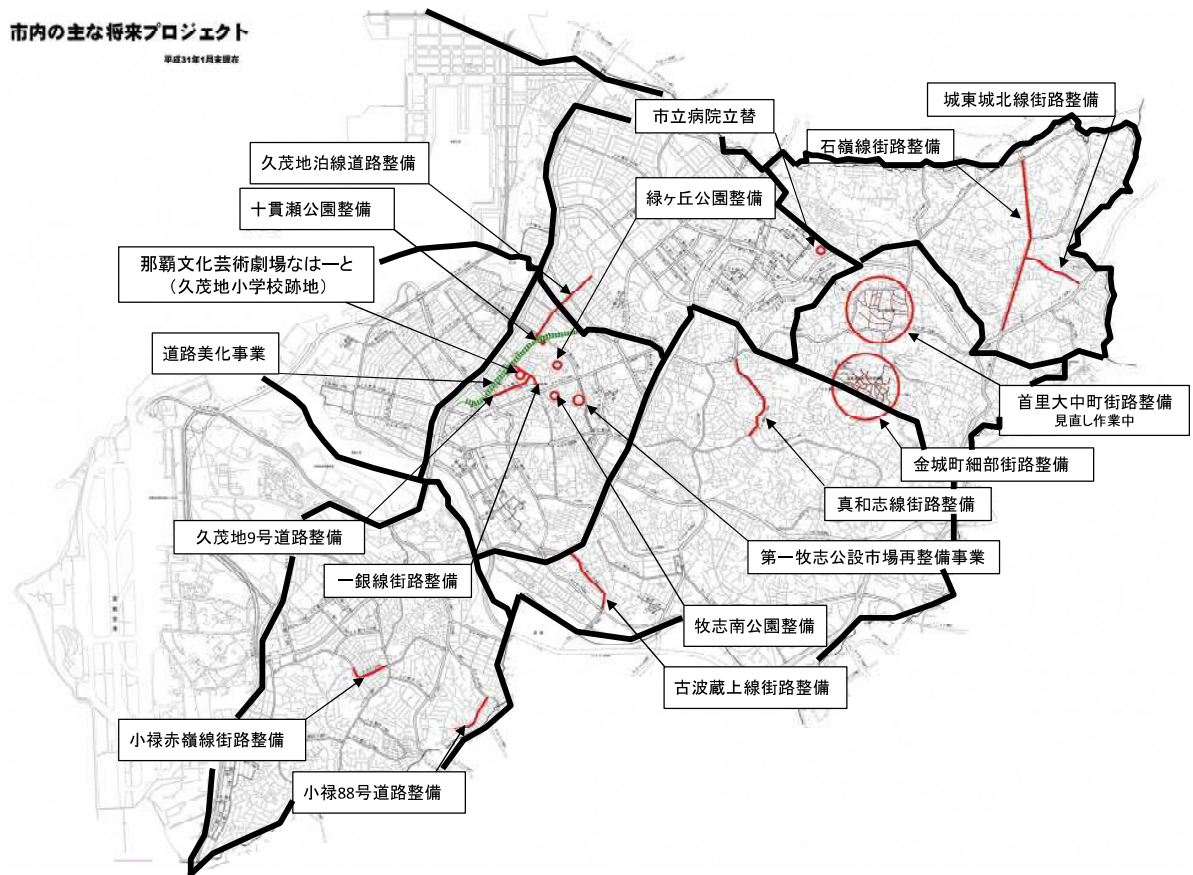 市内の主な将来プロジェクト
平成31年1月末現在
城東城北線街路整備
市立病院立替
石嶺線街路整備
久茂地泊線道路整備
緑ヶ丘公園整備
十貫瀬公園整備
那覇文化芸術劇場なはーと
（久茂地小学校跡地）
道路美化事業
首里大中町街路整備
見直し作業中
金城町細部街路整備
真和志線街路整備
久茂地9号道路整備
第一牧志公設市場再整備事業
一銀線街路整備
牧志南公園整備
古波蔵上線街路整備
小禄赤嶺線街路整備
小禄88号道路整備